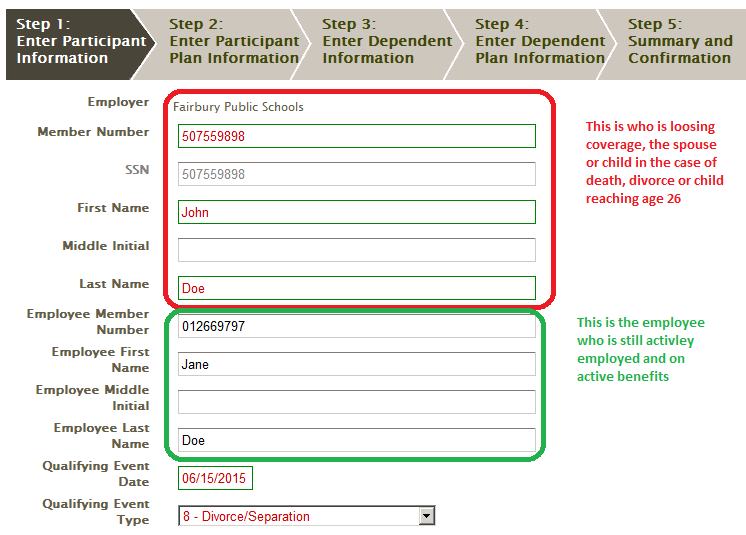 Step 1:
Enter Participant
Information
Step 2:
Enter Participant
Plan Information
Step 3:
Enter Dependent
Information
Step 4:
Enter Dependent
Plan Information
Step 5:
Summary and
Confirmation
Employer Fairbury Public Schools
Member Number 507559898
SSN 507559898
First Name John
Middle Initial
Last Name Doe
This is who is loosing
coverage, the spouse
or child in the case of
death, divorce or child
reaching age 26
Employee Member
Number 012669797
Employee First
Name Jane
Employee Middle
Initial
Employee Last
Name Doe
This is the employee
who is still activley
employed and on
active benefits
Qualifying Event
Date 06/15/2015
Qualifying Event
Type 8 - Divorce/Separation